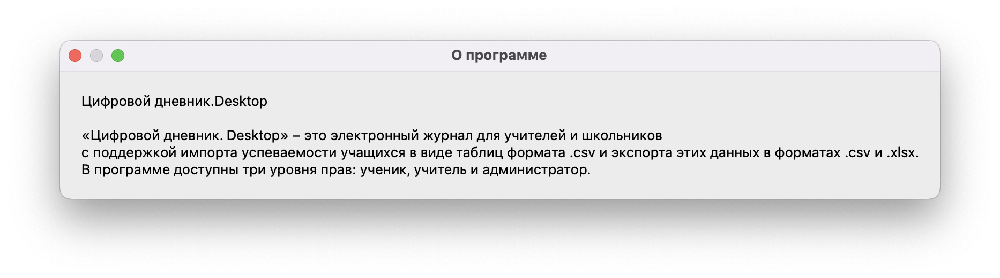 О программе
Цифровой дневник.Desktop
«Цифровой дневник. Desktop» – это электронный журнал для учителей и школьников
с поддержкой импорта успеваемости учащихся в виде таблиц формата .csv и экспорта этих данных в форматах .csv и .xlsx.
В программе доступны три уровня прав: ученик, учитель и администратор.